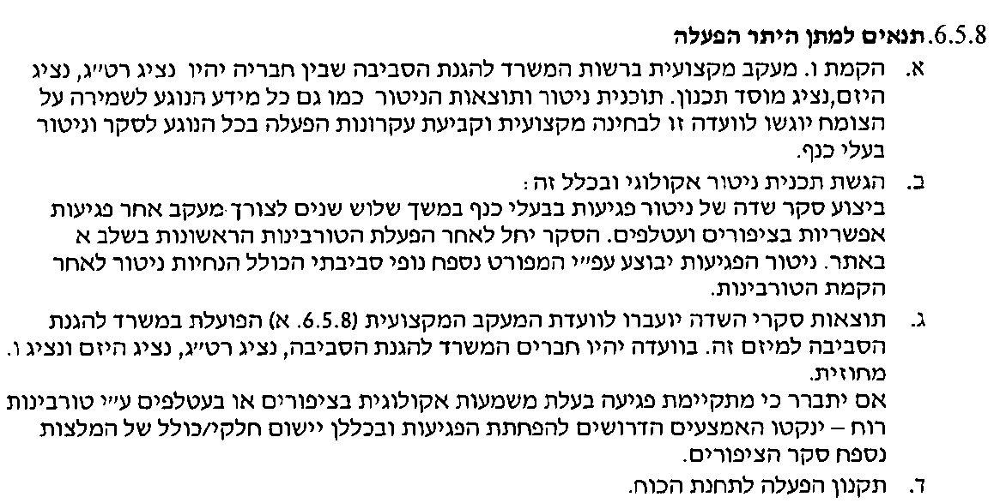 6.5.8. תנאים למתן היתר הפעלה
א. הקמת ו. מעקב מקצועית ברשות המשרד להגנת הסביבה שבין חבריה יהיו נציג רט״ג, נציג
היזם,נציג מוסד תכנון. תוכנית ניטור ותוצאות הניטור כמו גם כל מידע הנוגע לשמירה על
הצומח יוגשו לוועדה זו לבחינה מקצועית וקביעת עקרונות הפעלה בכל הנוגע לסקר וניטור
בעלי כנף.
ב. הגשת תכנית ניטור אקולוגי ובכלל זה:
ביצוע סקר שדה של ניטור פגיעות בבעלי כנף במשך שלוש שנים לצורך מעקב אחר פגיעות
אפשריות בציפורים ועטלפים. הסקר יחל לאחר הפעלת הטורבינות הראשונות בשלב א
באתר. ניטור הפגיעות יבוצע עפ״י המפורט נספח נופי סביבתי הכולל הנחיות ניטור לאחר
הקמת הטורבינות.
ג. תוצאות סקרי השדה יועברו לוועדת המעקב המקצועית (6.5.8. א) הפועלת במשרד להגנת
הסביבה למיזם זה. בוועדה יהיו חברים המשרד להגנת הסביבה, נציג רט״ג, נציג היזם ונציג ו.
מחוזית.
אם יתברר כי מתקיימת פגיעה בעלת משמעות אקולוגית בציפורים או בעטלפים ע״י טורבינות
רוח – ינקטו האמצעים הדרושים להפחתת הפגיעות ובכללן יישום חלקי/כולל של המלצות
נספח סקר הציפורים.
ד. תקנון הפעלה לתחנת הכוח.